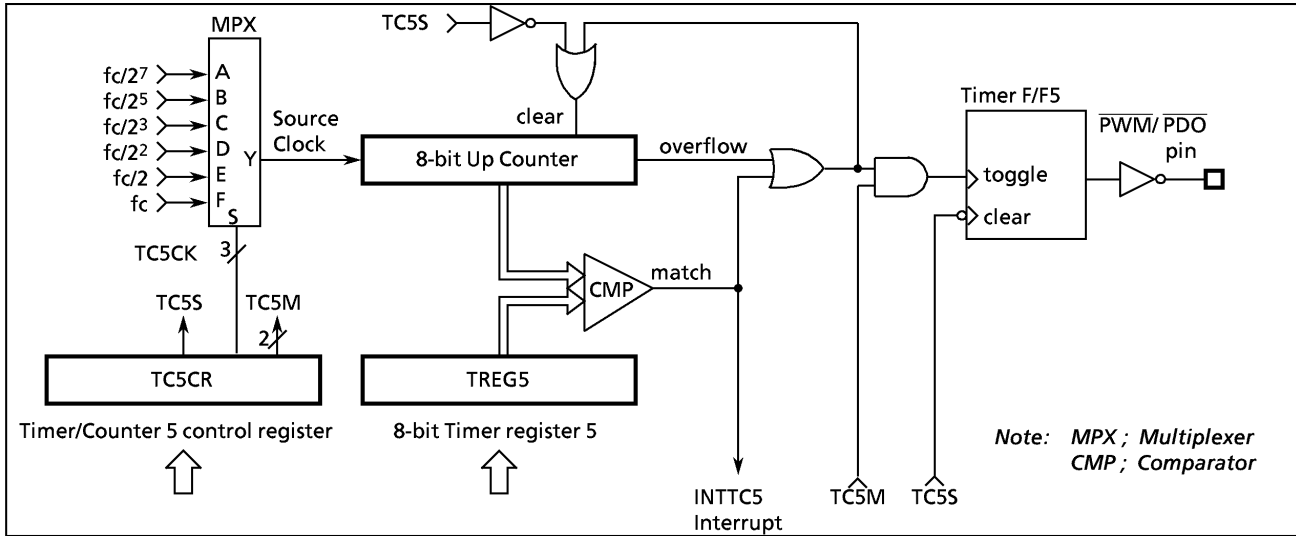 MPX
TC5S
fc/2⁷
A
fc/2⁵
B
fc/2³
C
fc/2²
D
fc/2
E
fc
F
Y
S
Source
Clock
clear
8-bit Up Counter
overflow
Timer F/F5
toggle
clear
PWM/ PDO
pin
TC5CK
3
CMP
match
TC5S
TC5M
2
TC5CR
TREG5
Timer/Counter 5 control register
8-bit Timer register 5
INTTC5
Interrupt
TC5M
TC5S
Note: MPX ; Multiplexer
CMP ; Comparator